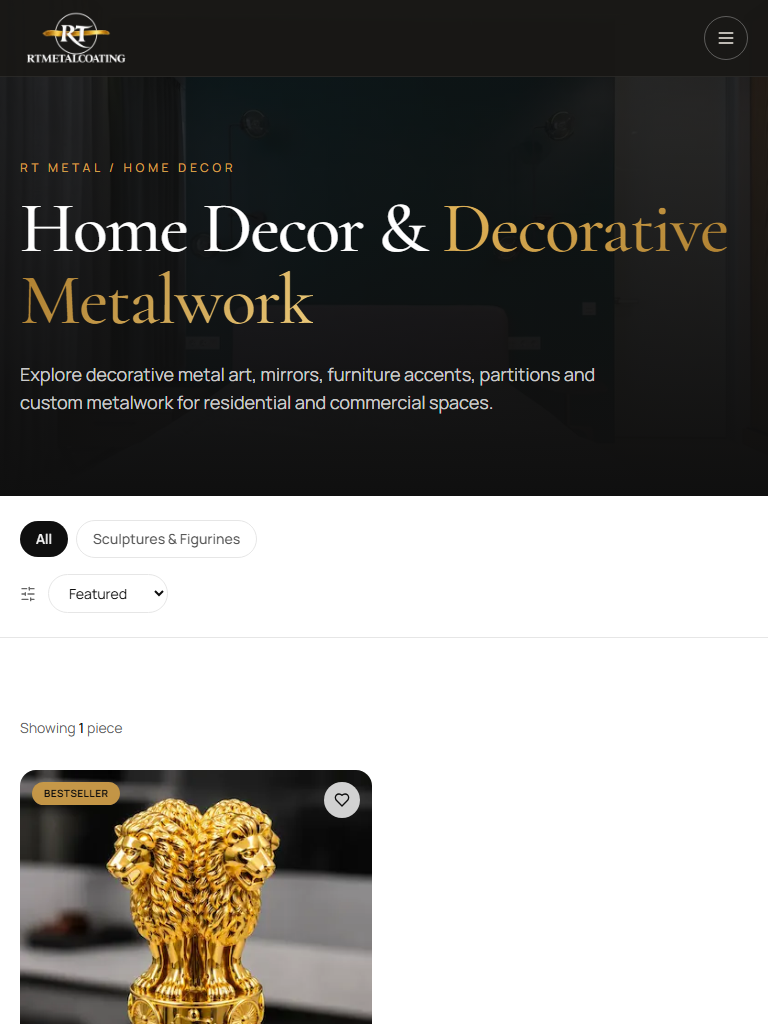 RT
RTMETALCOATING
RT METAL / HOME DECOR
Home Decor & Decorative
Metalwork
Explore decorative metal art, mirrors, furniture accents, partitions and
custom metalwork for residential and commercial spaces.
All
Sculptures & Figurines
Featured
Showing 1 piece
BESTSELLER